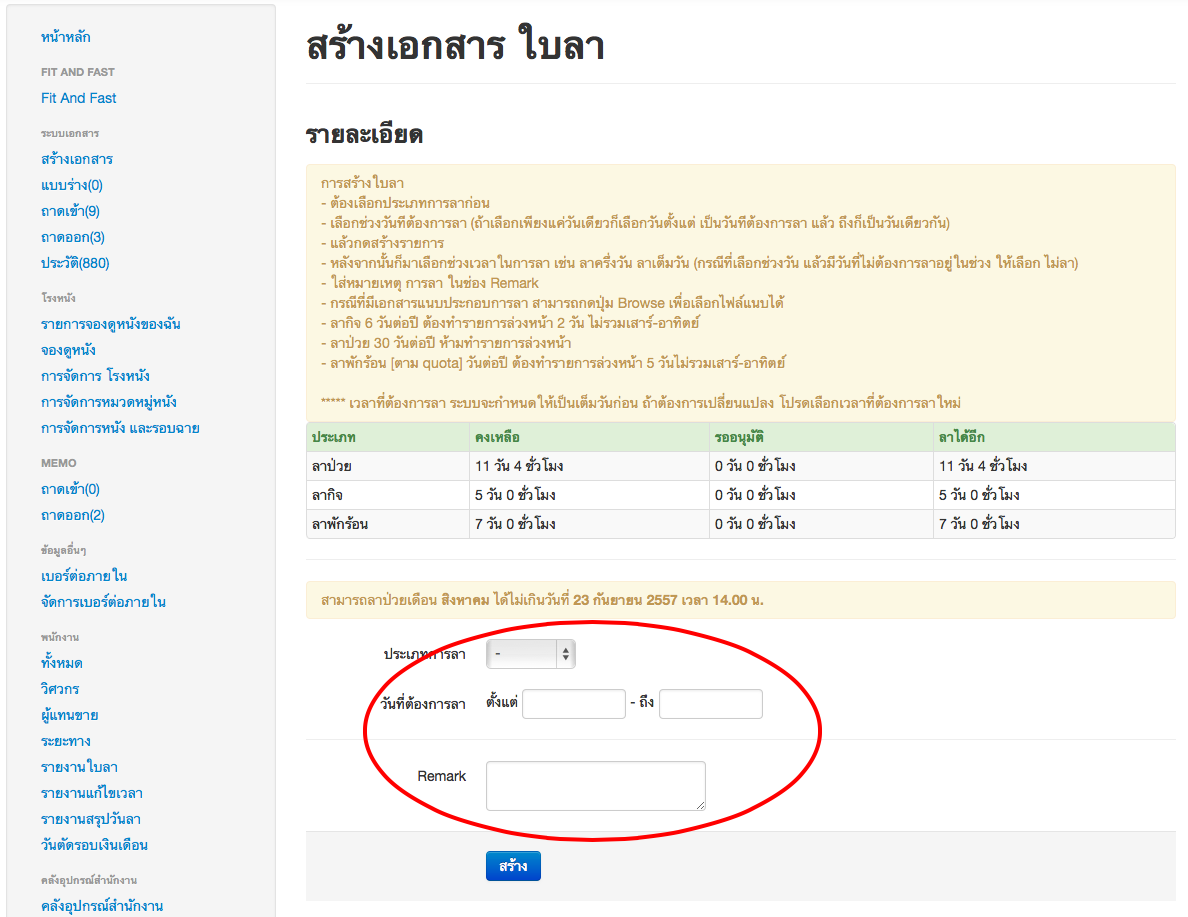 หน้าหลัก
FIT AND FAST
Fit And Fast
ระบบเอกสาร
สร้างเอกสาร
แบบร่าง(0)
ถาดเข้า(9)
ถาดออก(3)
ประวัติ(880)
โรงหนัง
รายการจองดูหนังของฉัน
จองดูหนัง
การจัดการ โรงหนัง
การจัดการหมวดหมู่หนัง
การจัดการหนัง และรอบฉาย
MEMO
ถาดเข้า(0)
ถาดออก(2)
ข้อมูลอื่นๆ
เบอร์ต่อภายใน
จัดการเบอร์ต่อภายใน
พนักงาน
ทั้งหมด
วิศวกร
ผู้แทนขาย
ระยะทาง
รายงานใบลา
รายงานแก้ไขเวลา
รายงานสรุปวันลา
วันตัดรอบเงินเดือน
คลังอุปกรณ์สำนักงาน
คลังอุปกรณ์สำนักงาน
สร้างเอกสาร ใบลา
รายละเอียด
การสร้างใบลา
- ต้องเลือกประเภทการลาก่อน
- เลือกช่วงวันทีต้องการลา (ถ้าเลือกเพียงแค่วันเดียวก็เลือกวันตั้งแต่ เป็นวันทีต้องการลา แล้ว ถึงก็เป็นวันเดียวกัน)
- แล้วกดสร้างรายการ
- หลังจากนั้นก็มาเลือกช่วงเวลาในการลา เช่น ลาครึ่งวัน ลาเต็มวัน (กรณีที่เลือกช่วงวัน แล้วมีวันที่ไม่ต้องการลาอยู่ในช่วง ให้เลือก ไม่ลา)
- ใส่หมายเหตุ การลา ในช่อง Remark
- กรณีที่มีเอกสารแนบประกอบการลา สามารถกดปุ่ม Browse เพื่อเลือกไฟล์แนบได้
- ลากิจ 6 วันต่อปี ต้องทำรายการล่วงหน้า 2 วัน ไม่รวมเสาร์-อาทิตย์
- ลาป่วย 30 วันต่อปี ห้ามทำรายการล่วงหน้า
- ลาพักร้อน [ตาม quota] วันต่อปี ต้องทำรายการล่วงหน้า 5 วันไม่รวมเสาร์-อาทิตย์
***** เวลาที่ต้องการลา ระบบจะกำหนดให้เป็นเต็มวันก่อน ถ้าต้องการเปลี่ยนแปลง โปรดเลือกเวลาที่ต้องการลาใหม่
ประเภท คงเหลือ รออนุมัติ ลาได้อีก
ลาป่วย 11 วัน 4 ชั่วโมง 0 วัน 0 ชั่วโมง 11 วัน 4 ชั่วโมง
ลากิจ 5 วัน 0 ชั่วโมง 0 วัน 0 ชั่วโมง 5 วัน 0 ชั่วโมง
ลาพักร้อน 7 วัน 0 ชั่วโมง 0 วัน 0 ชั่วโมง 7 วัน 0 ชั่วโมง
สามารถลาป่วยเดือน สิงหาคม ได้ไม่เกินวันที่ 23 กันยายน 2557 เวลา 14.00 น.
ประเภทการลา -
วันที่ต้องการลา ตั้งแต่ - ถึง
Remark
สร้าง